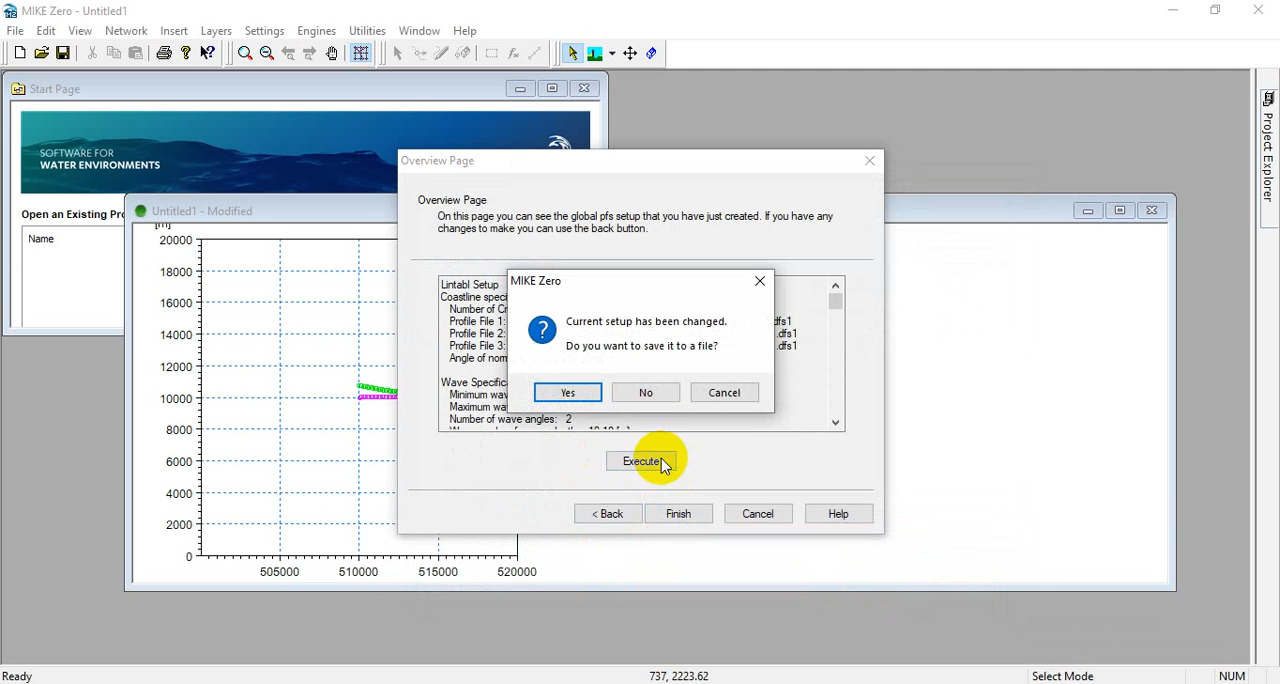 MIKE Zero - Untitled1
File Edit View Network Insert Layers Settings Engines Utilities Window Help
Start Page
SOFTWARE FOR
WATER ENVIRONMENTS
Open an Existing Pro
Name
Untitled1 - Modified
[m]
20000
18000
16000
14000
12000
10000
8000
6000
4000
2000
0
505000 510000 515000 520000
Overview Page
Overview Page
On this page you can see the global pfs setup that you have just created. If you have any
changes to make you can use the back button.
Lintabl Setup
Coastline speci
Number of Cr
Profile File 1: .dfs1
Profile File 2: .dfs1
Profile File 3: .dfs1
Angle of norm
Wave Specific
Minimum wav
Maximum wa
Number of wave angles: 2
MIKE Zero
Current setup has been changed.
Do you want to save it to a file?
Yes No Cancel
Execute
< Back Finish Cancel Help
Project Explorer
Ready 737, 2223.62 Select Mode NUM